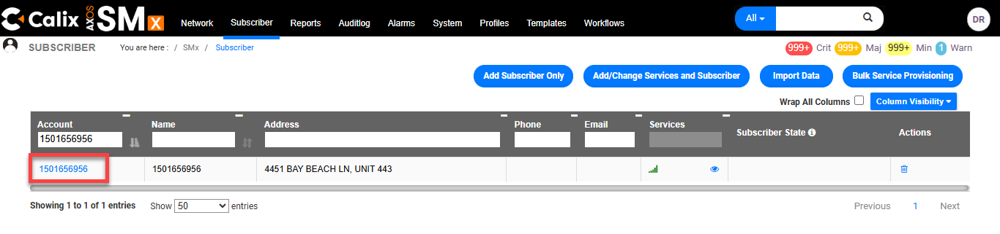 Calix AXOS SMx Network Subscriber Reports Auditlog Alarms System Profiles Templates Workflows All DR
SUBSCRIBER You are here : / SMx / Subscriber 999+ Crit 999+ Maj 999+ Min 1 Warn
Add Subscriber Only Add/Change Services and Subscriber Import Data Bulk Service Provisioning
Wrap All Columns Column Visibility
Account Name Address Phone Email Services Subscriber State Actions
1501656956
1501656956 1501656956 4451 BAY BEACH LN, UNIT 443
Showing 1 to 1 of 1 entries Show 50 entries Previous 1 Next